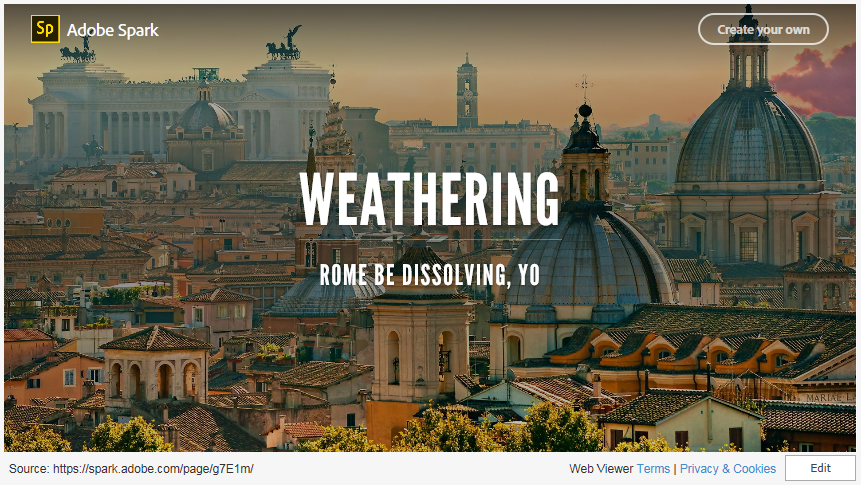 Sp Adobe Spark
Create your own
WEATHERING
ROME BE DISSOLVING, YO
MARIAE
Source: https://spark.adobe.com/page/g7E1m/
Web Viewer Terms | Privacy & Cookies
Edit